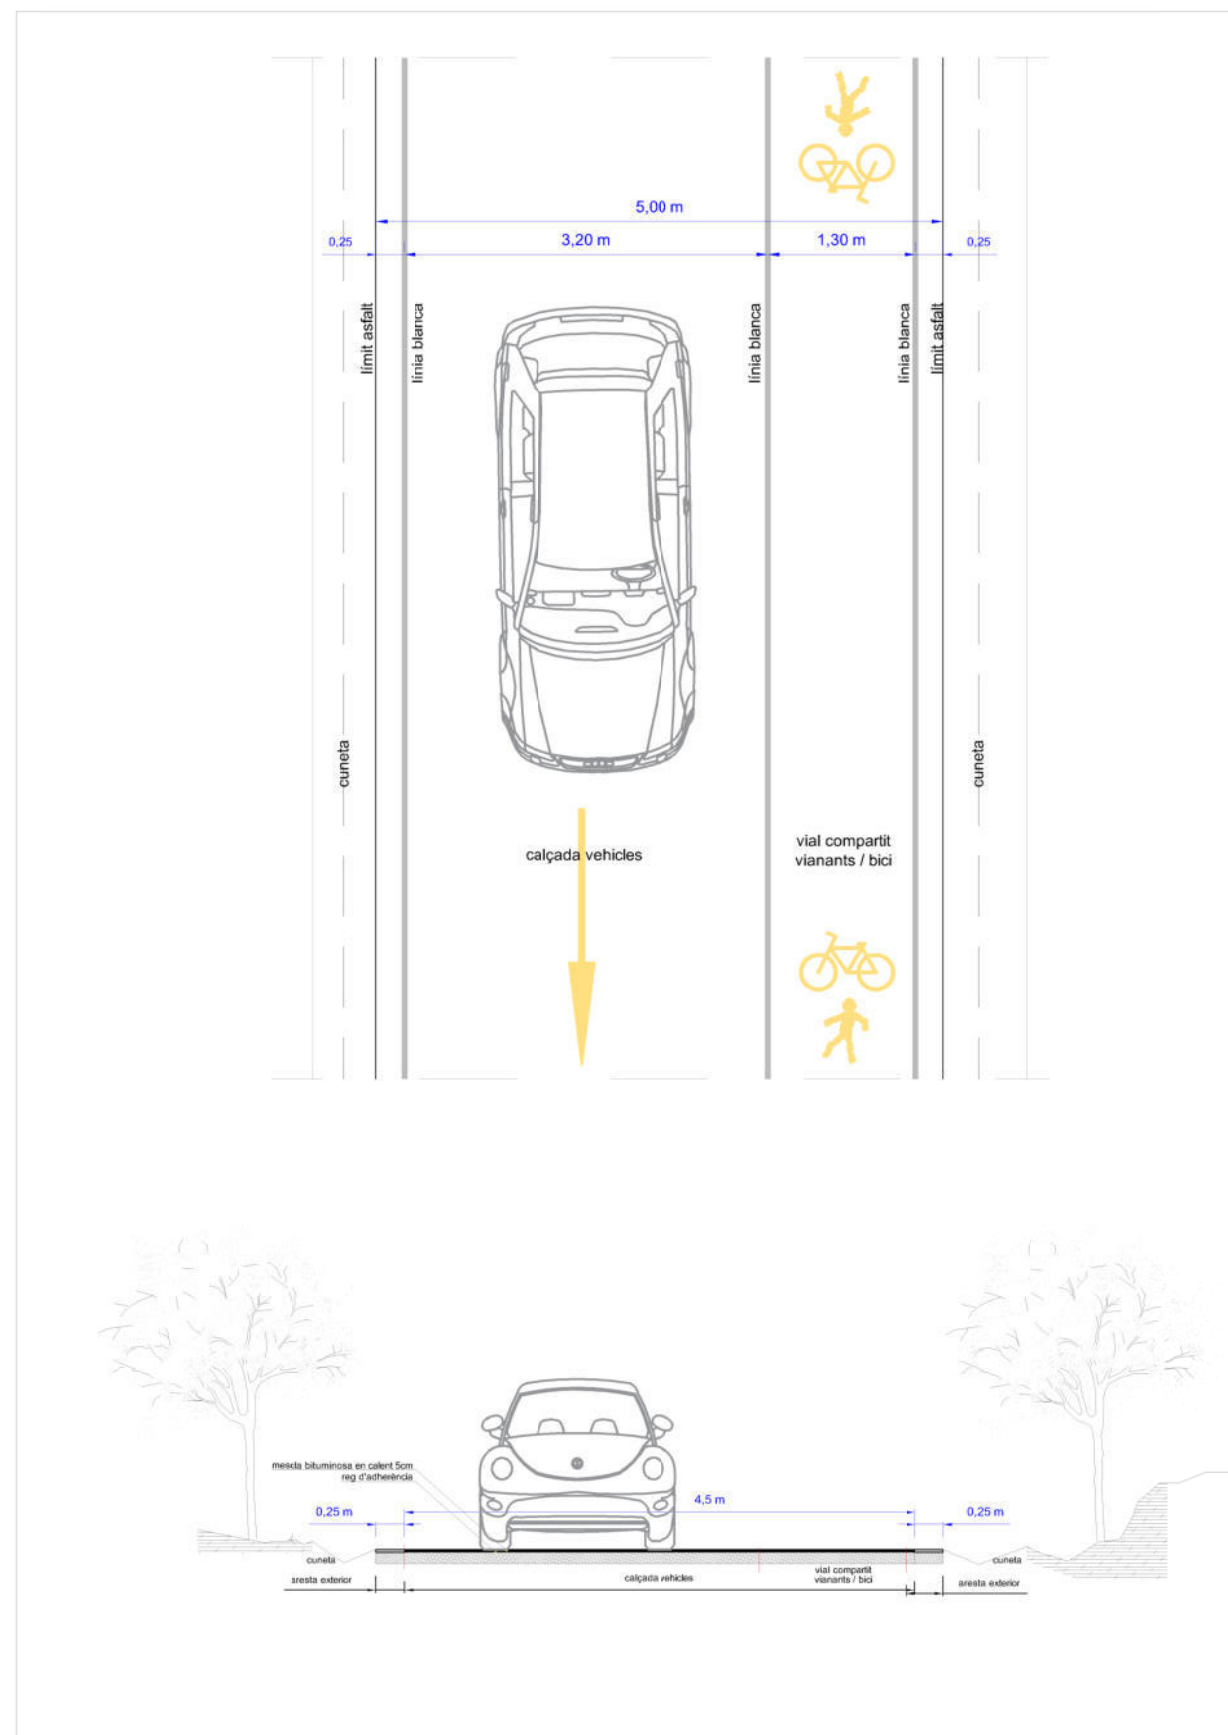 5,00 m
0,25
3,20 m
1,30 m
0,25
límit asfalt
línia blanca
línia blanca
línia blanca
límit asfalt
cuneta
cuneta
calçada vehicles
vial compartit
vianants / bici
mescla bituminosa en calent 5cm
reg d'adherència
0,25 m
4,5 m
0,25 m
cuneta
aresta exterior
calçada vehicles
vial compartit
vianants / bici
cuneta
aresta exterior